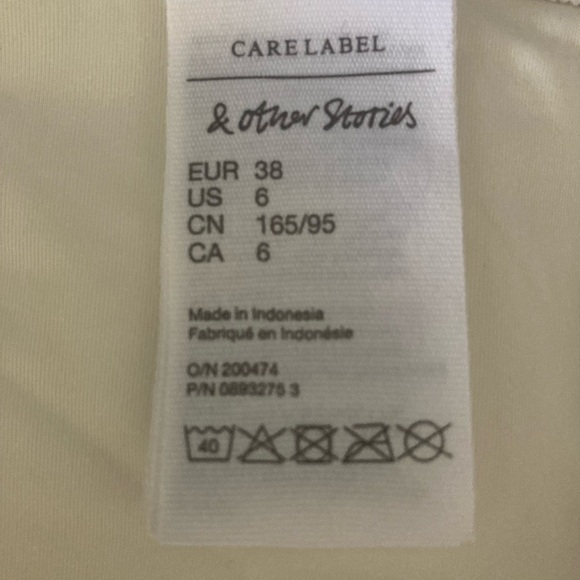 CARE LABEL
& other Stories
EUR 38
US 6
CN 165/95
CA 6
Made in Indonesia
Fabriqué en Indonésie
O/N 200474
P/N 0893275 3
40